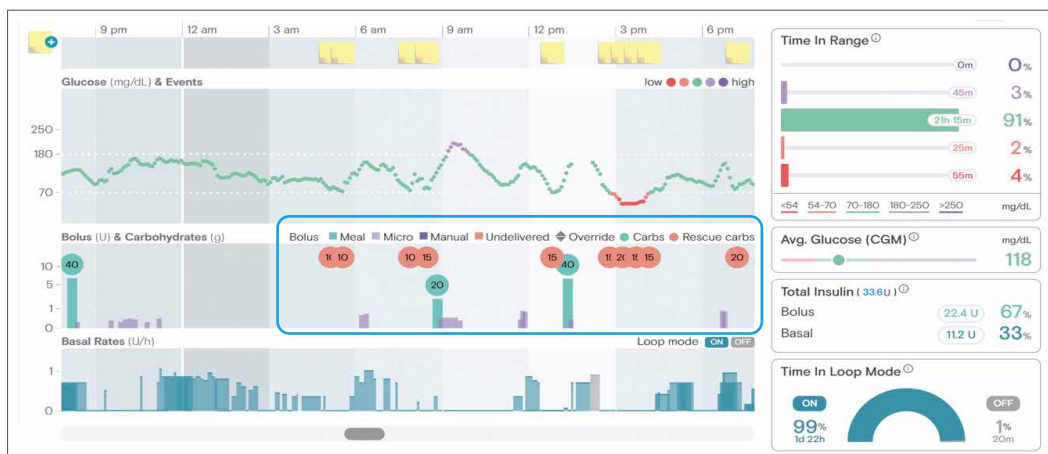 9 pm 12 am 3 am 6 am 9 am 12 pm 3 pm 6 pm
Glucose (mg/dL) & Events low high
250
180
70
Bolus (U) & Carbohydrates (g) Bolus Meal Micro Manual Undelivered Override Carbs Rescue carbs
10
5
1
0
40 10 10 15 20 15 40 15 15 20
Basal Rates (U/h) Loop mode ON OFF
1
0
Time In Range
0m 0%
45m 3%
21h 15m 91%
25m 2%
55m 4%
<54 54-70 70-180 180-250 >250 mg/dL
Avg. Glucose (CGM) mg/dL
118
Total Insulin (33.6U)
Bolus 22.4 U 67%
Basal 11.2 U 33%
Time In Loop Mode
ON OFF
99% 1%
1d 22h 20m